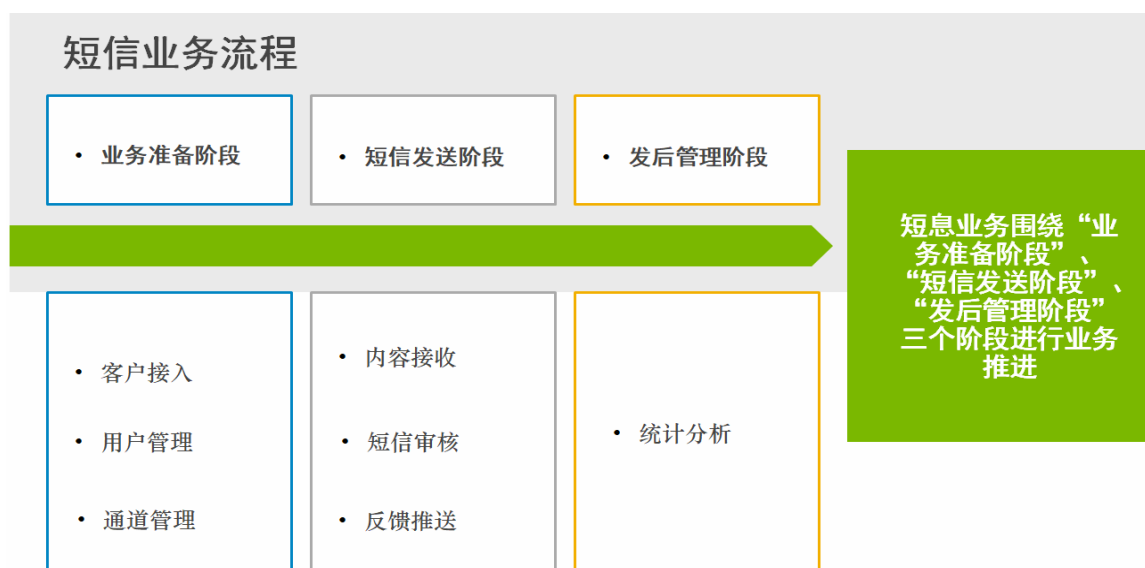 短信业务流程
• 业务准备阶段
• 短信发送阶段
• 发后管理阶段
短息业务围绕“业
务准备阶段”、
“短信发送阶段”、
“发后管理阶段”
三个阶段进行业务
推进
• 客户接入
• 用户管理
• 通道管理
• 内容接收
• 短信审核
• 反馈推送
• 统计分析